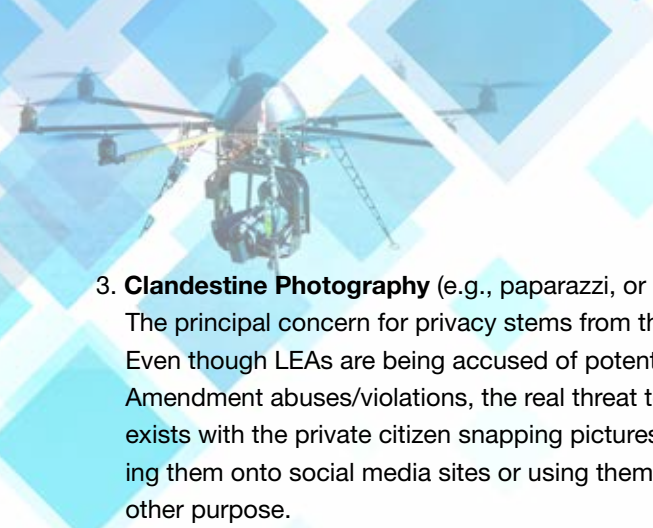 3. Clandestine Photography (e.g., paparazzi, or
The principal concern for privacy stems from
Even though LEAs are being accused of
Amendment abuses/violations, the real threat
exists with the private citizen snapping pictures
ing them onto social media sites or using them
other purpose.